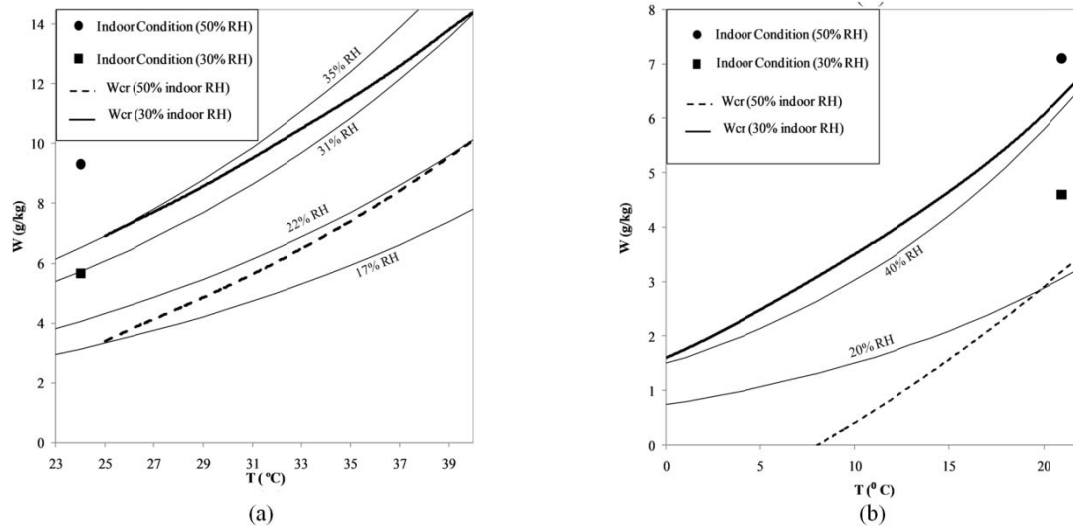 14
12
10
8
6
4
2
0
W (g/kg)
Indoor Condition (50% RH)
Indoor Condition (30% RH)
Wcr (50% indoor RH)
Wcr (30% indoor RH)
35% RH
31% RH
22% RH
17% RH
23 25 27 29 31 33 35 37 39
T (ºC)
(a)
8
7
6
5
4
3
2
1
0
W (g/kg)
Indoor Condition (50% RH)
Indoor Condition (30% RH)
Wcr (50% indoor RH)
Wcr (30% indoor RH)
40% RH
20% RH
0 5 10 15 20
T (⁰ C)
(b)